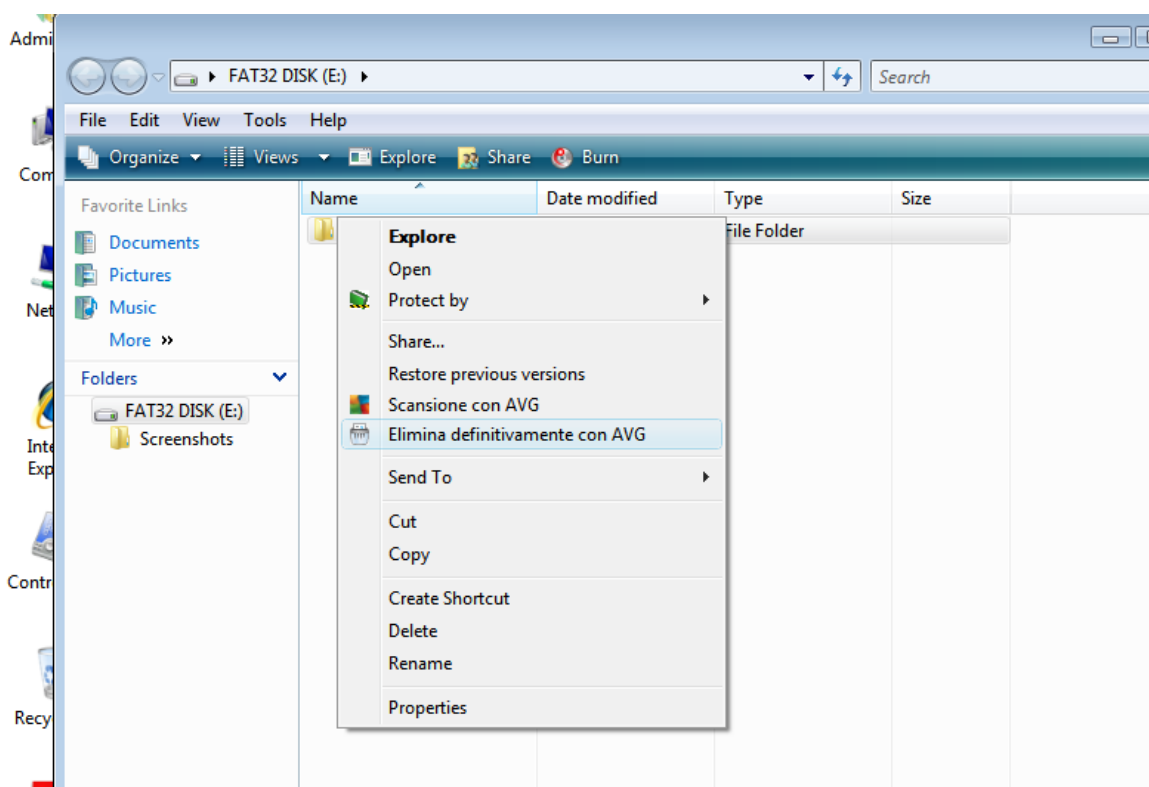 Admi
FAT32 DISK (E:)
Search
File Edit View Tools Help
Organize Views Explore Share Burn
Com
Favorite Links
Name Date modified Type Size
Documents
File Folder
Pictures
Music
More »
Net
Folders
FAT32 DISK (E:)
Screenshots
Inte
Exp
Contr
Recy
Explore
Open
Protect by
Share...
Restore previous versions
Scansione con AVG
Elimina definitivamente con AVG
Send To
Cut
Copy
Create Shortcut
Delete
Rename
Properties